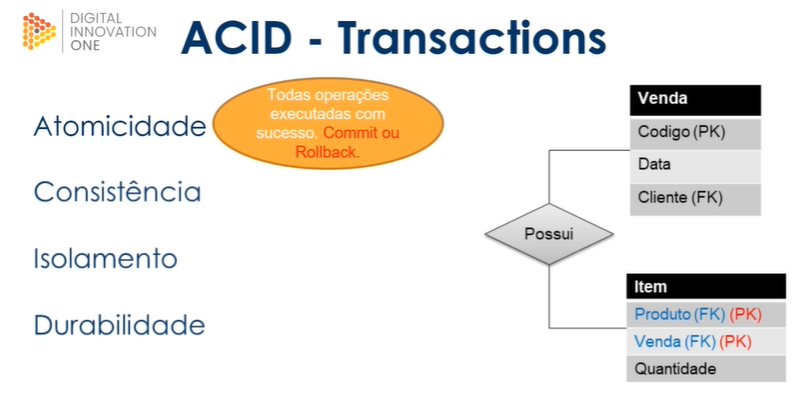 DIGITAL
INNOVATION
ONE
ACID - Transactions
Atomicidade
Todas operações
executadas com
sucesso. Commit ou
Rollback.
Consistência
Isolamento
Durabilidade
Venda
Codigo (PK)
Data
Cliente (FK)
Possui
Item
Produto (FK) (PK)
Venda (FK) (PK)
Quantidade